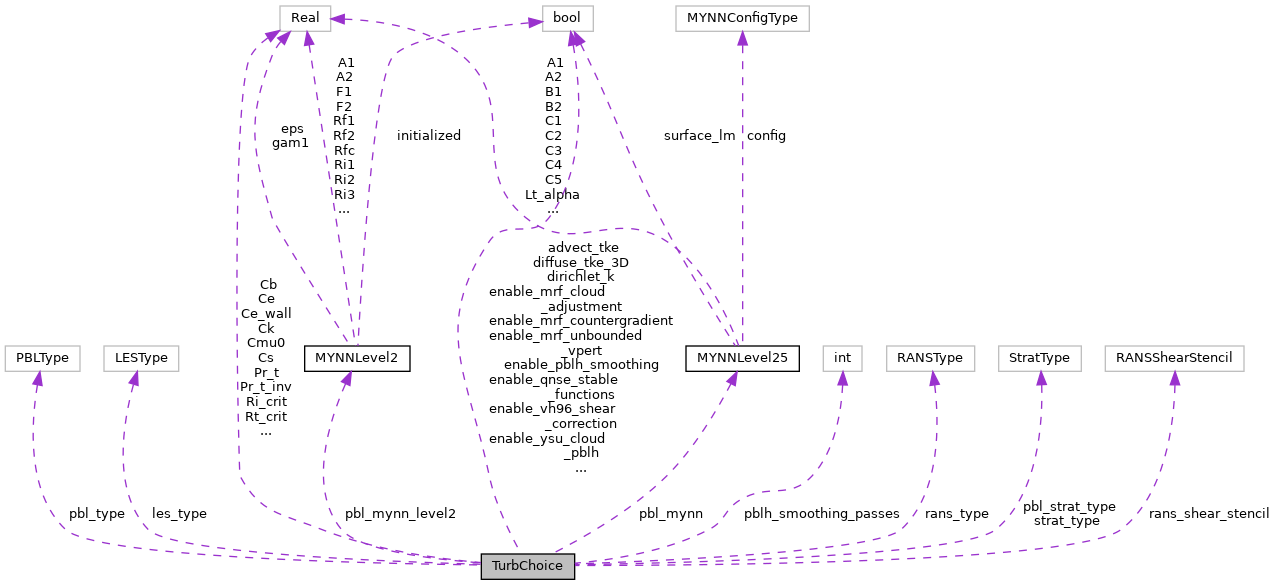 Real
bool
MYNNConfigType
A1
A2
F1
F2
Rf1
Rf2
Rfc
Ri1
Ri2
Ri3
...
eps
gam1
initialized
A1
A2
B1
B2
C1
C2
C3
C4
C5
Lt_alpha
...
surface_lm
config
Cb
Ce
Ce_wall
Ck
Cmu0
Cs
Pr_t
Pr_t_inv
Ri_crit
Rt_crit
...
advect_tke
diffuse_tke_3D
dirichlet_k
enable_mrf_cloud
_adjustment
enable_mrf_countergradient
enable_mrf_unbounded
_vpert
enable_pblh_smoothing
enable_qnse_stable
_functions
enable_vh96_shear
_correction
enable_ysu_cloud
_pblh
...
PBLType
LESType
MYNNLevel2
MYNNLevel25
int
RANSType
StratType
RANSShearStencil
pbl_type
les_type
pbl_mynn_level2
pbl_mynn
pblh_smoothing_passes
rans_type
pbl_strat_type
strat_type
rans_shear_stencil
TurbChoice